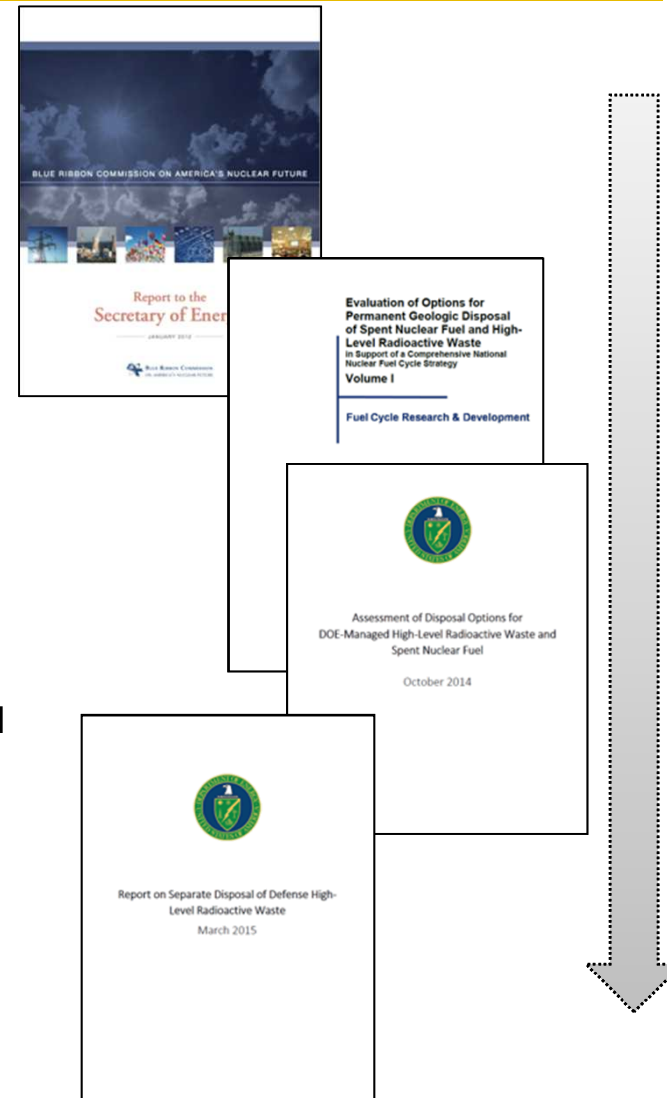 BLUE RIBBON COMMISSION ON AMERICA'S NUCLEAR FUTURE
Report to the
Secretary of Ener
JANUARY 2012
BLUE RIBBON COMMISSION
ON AMERICA'S NUCLEAR FUTURE
Evaluation of Options for
Permanent Geologic Disposal
of Spent Nuclear Fuel and High-
Level Radioactive Waste
in Support of a Comprehensive National
Nuclear Fuel Cycle Strategy
Volume I
Fuel Cycle Research & Development
Assessment of Disposal Options for
DOE-Managed High-Level Radioactive Waste and
Spent Nuclear Fuel
October 2014
Report on Separate Disposal of Defense High-
Level Radioactive Waste
March 2015